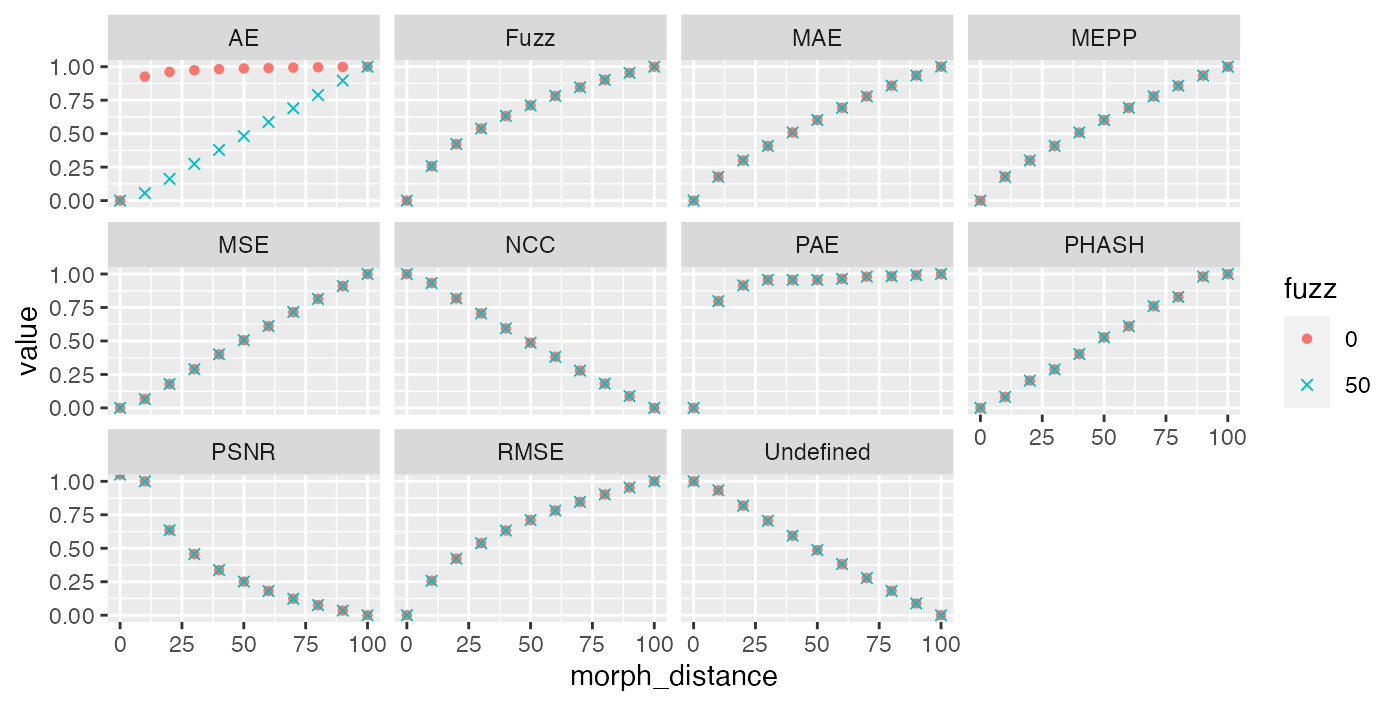 AE Fuzz MAE MEPP
1.00
0.75
0.50
0.25
0.00
MSE NCC PAE PHASH
1.00
0.75
0.50
0.25
0.00
0 25 50 75 100
PSNR RMSE Undefined
1.00
0.75
0.50
0.25
0.00
0 25 50 75 100 0 25 50 75 100 0 25 50 75 100
morph_distance
value
fuzz
0
50